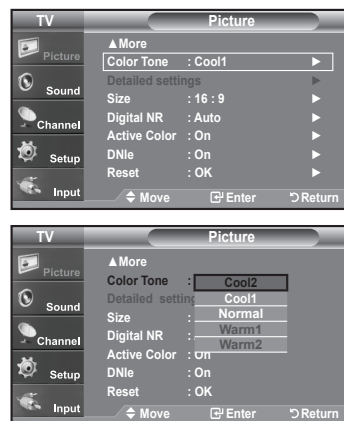 TV Picture
▲More
Picture
Color Tone : Cool1 ►
Detailed settings ►
Sound
Size : 16 : 9 ►
Digital NR : Auto ►
Channel
Active Color : On ►
Setup
DNIe : On ►
Reset : OK ►
Input
Move Enter Return
TV Picture
▲More
Picture
Color Tone : Cool2
Detailed setting Cool1
Sound
Size : Normal
Digital NR : Warm1
Channel
Warm2
Active Color : On
Setup
DNIe : On
Reset : OK
Input
Move Enter Return